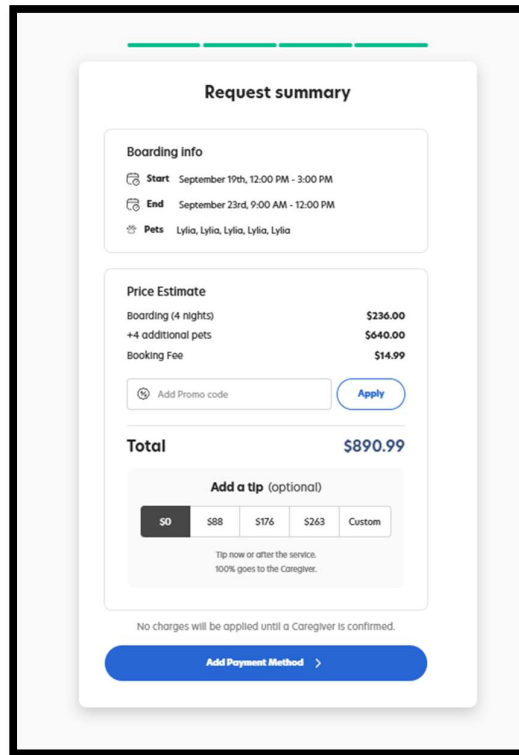 Request summary
Boarding info
Start September 19th, 12:00 PM - 3:00 PM
End September 23rd, 9:00 AM - 12:00 PM
Pets Lylia, Lylia, Lylia, Lylia, Lylia
Price Estimate
Boarding (4 nights) $236.00
+4 additional pets $640.00
Booking Fee $14.99
Add Promo code Apply
Total $890.99
Add a tip (optional)
$0 $88 $176 $263 Custom
Tip now or after the service.
100% goes to the Caregiver.
No charges will be applied until a Caregiver is confirmed.
Add Payment Method